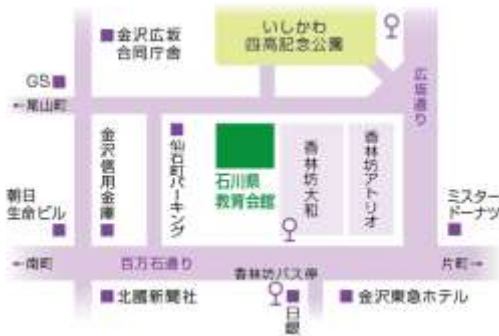 いしかわ
四高記念公園
金沢広坂
合同庁舎
GS
←尾山町
広坂通り
金沢信用金庫
仙石町パーキング
石川県
教育会館
香林坊大和
香林坊アトリオ
朝日
生命ビル
ミスター
ドーナツ
←南町
百万石通り
香林坊バス停
片町→
北國新聞社
日銀
金沢東急ホテル